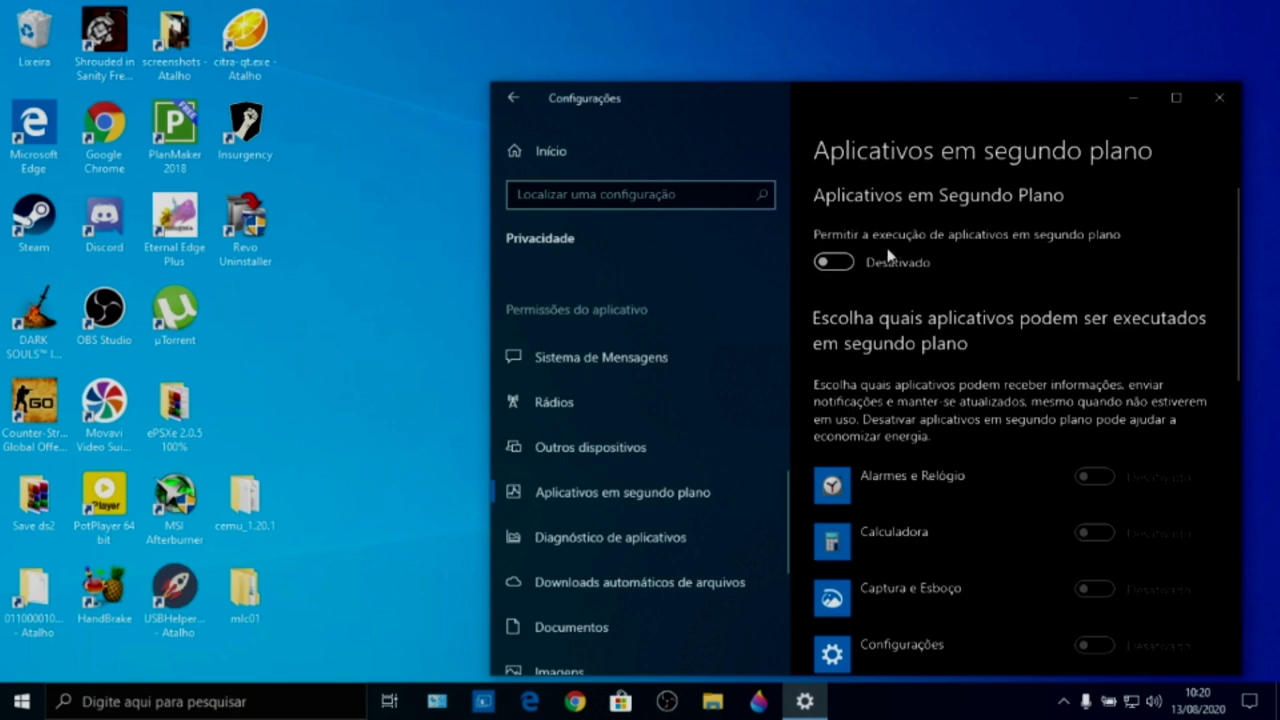 Lixeira
Shrouded in
Sanity Fre...
screenshots -
Atalho
citra-qt.exe -
Atalho
Microsoft
Edge
Google
Chrome
FREE
PlanMaker
2018
Insurgency
Steam
Discord
Eternal Edge
Plus
Revo
Uninstaller
DARK
SOULS™ I...
OBS Studio
µTorrent
GO
Counter-Str...
Global Offe...
Movavi
Video Sui...
ePSXe 2.0.5
100%
Save ds2
Player
PotPlayer 64
bit
MSI
Afterburner
cemu_1.20.1
011000010...
- Atalho
HandBrake
USBHelper...
- Atalho
mlc01
Configurações
Início
Localizar uma configuração
Privacidade
Permissões do aplicativo
Sistema de Mensagens
Rádios
Outros dispositivos
Aplicativos em segundo plano
Diagnóstico de aplicativos
Downloads automáticos de arquivos
Documentos
Imagens
Aplicativos em segundo plano
Aplicativos em Segundo Plano
Permitir a execução de aplicativos em segundo plano
Desativado
Escolha quais aplicativos podem ser executados
em segundo plano
Escolha quais aplicativos podem receber informações, enviar
notificações e manter-se atualizados, mesmo quando não estiverem
em uso. Desativar aplicativos em segundo plano pode ajudar a
economizar energia.
Alarmes e Relógio
Desativado
Calculadora
Desativado
Captura e Esboço
Desativado
Configurações
Desativado
Digite aqui para pesquisar
10:20
13/08/2020